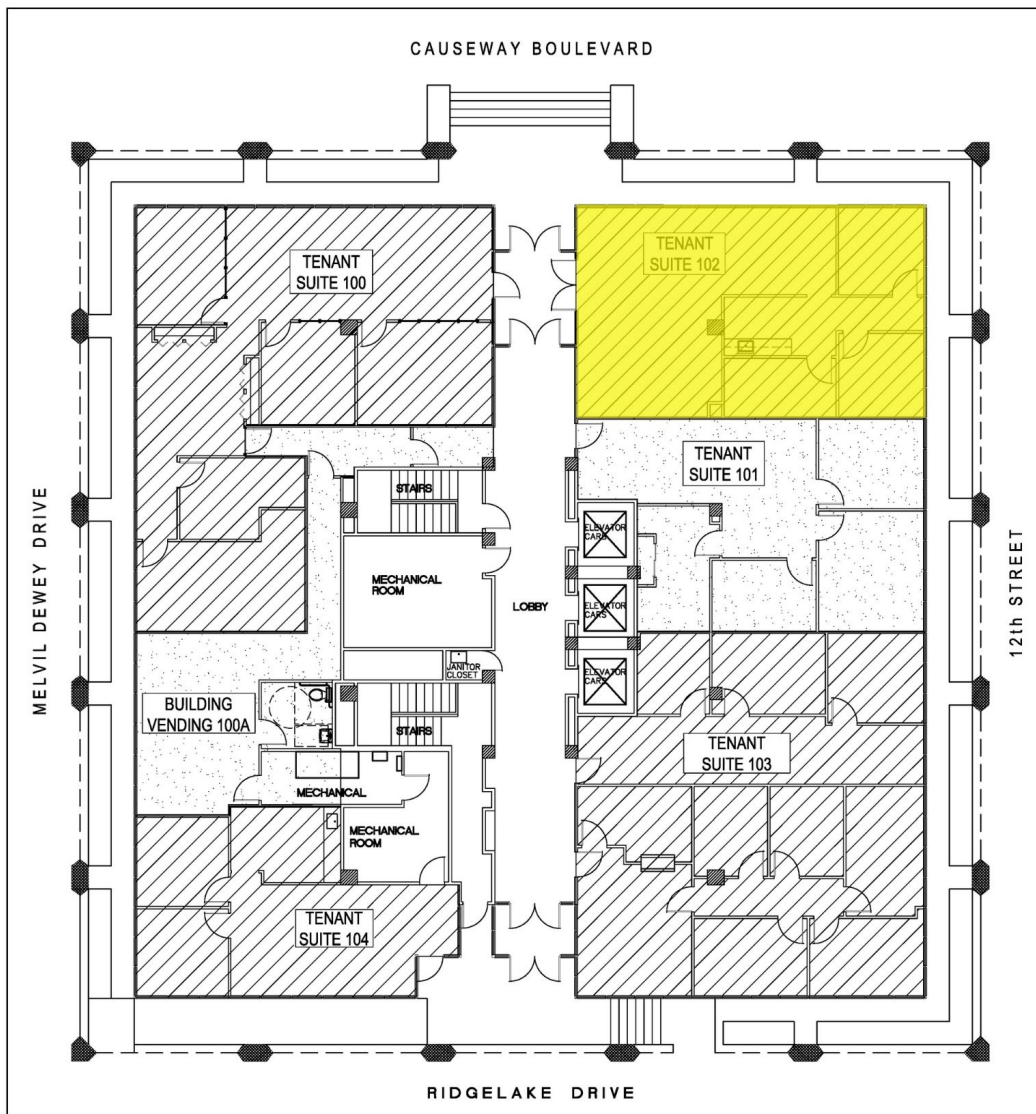 CAUSEWAY BOULEVARD
TENANT
SUITE 100
TENANT
SUITE 102
TENANT
SUITE 101
STAIRS
ELEVATOR
CARS
MECHANICAL
ROOM
LOBBY
ELEVATOR
CARS
MELVIL DEWEY DRIVE
12th STREET
JANITOR
CLOSET
ELEVATOR
CARS
BUILDING
VENDING 100A
STAIRS
TENANT
SUITE 103
MECHANICAL
MECHANICAL
ROOM
TENANT
SUITE 104
RIDGELAKE DRIVE